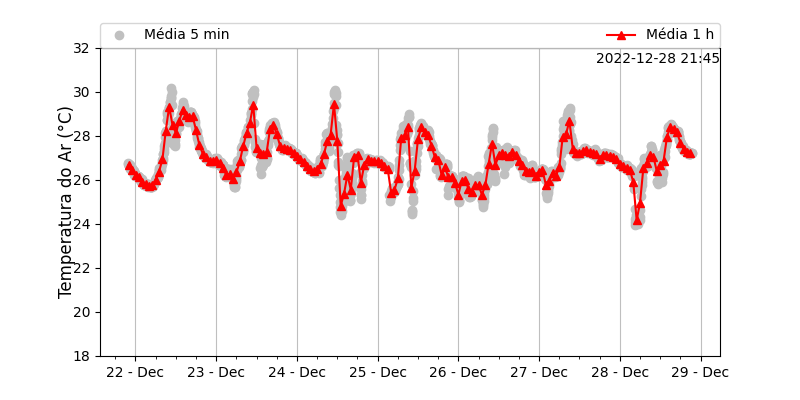 Média 5 min
Média 1 h
2022-12-28 21:45
Temperatura do Ar (°C)
32
30
28
26
24
22
20
18
22 - Dec
23 - Dec
24 - Dec
25 - Dec
26 - Dec
27 - Dec
28 - Dec
29 - Dec